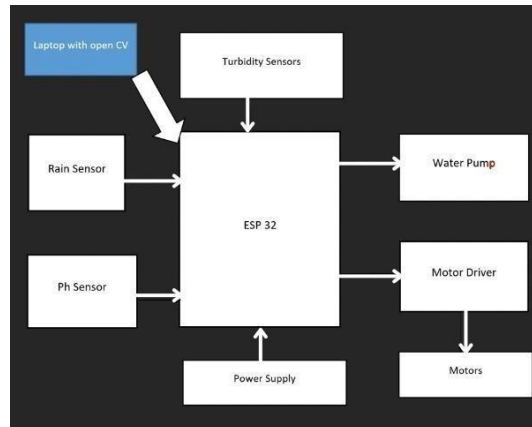 Laptop with open CV
Turbidity Sensors
Rain Sensor
Water Pump
ESP 32
Ph Sensor
Motor Driver
Power Supply
Motors